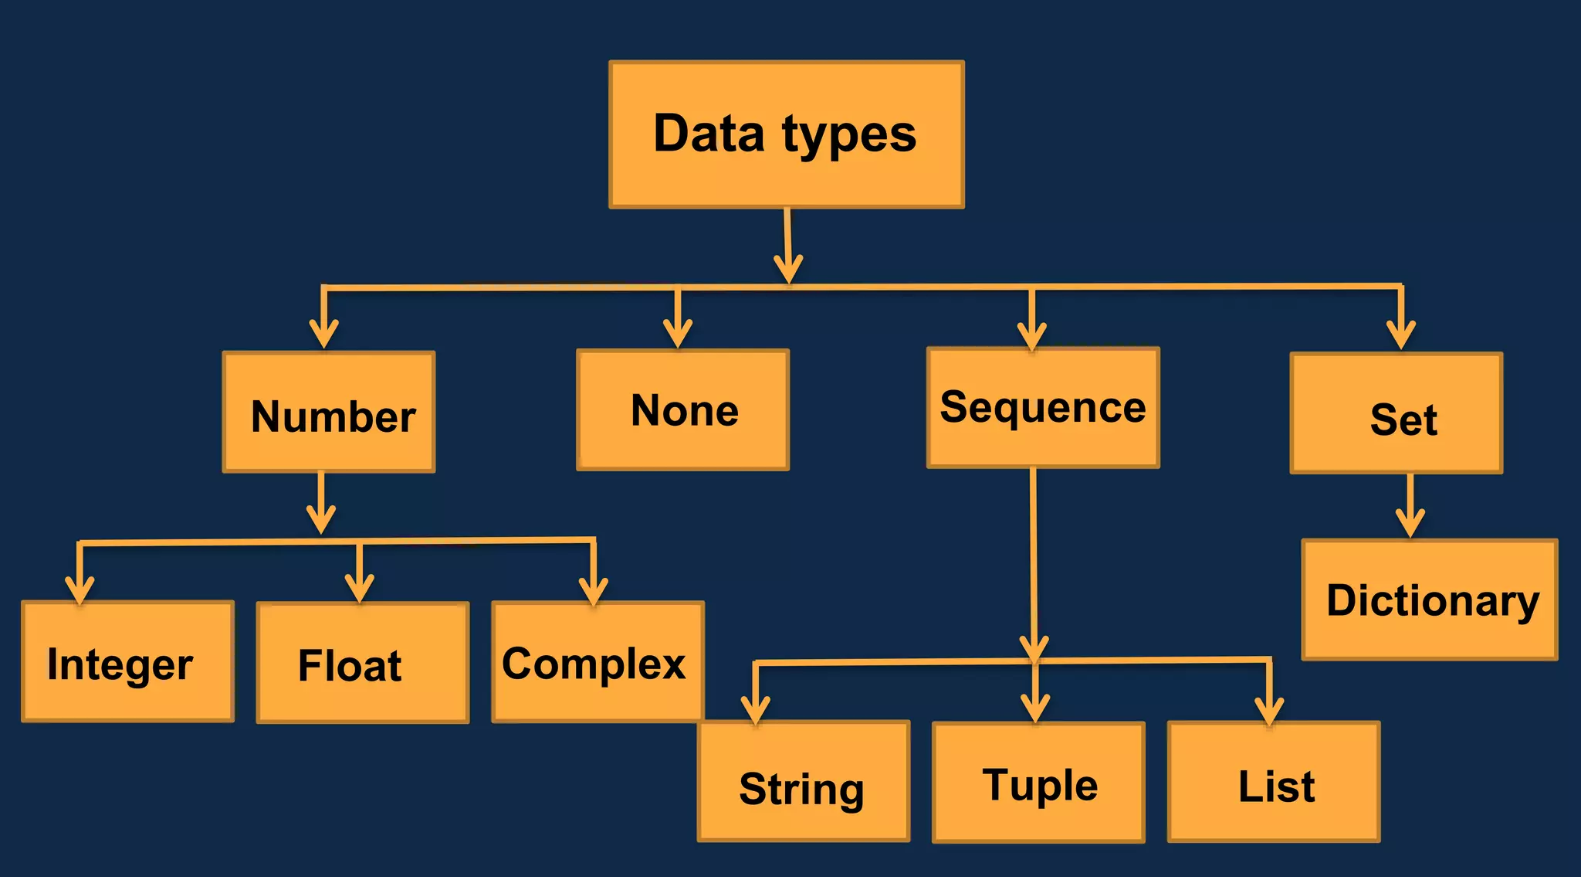 Data types
Number
None
Sequence
Set
Integer
Float
Complex
Dictionary
String
Tuple
List